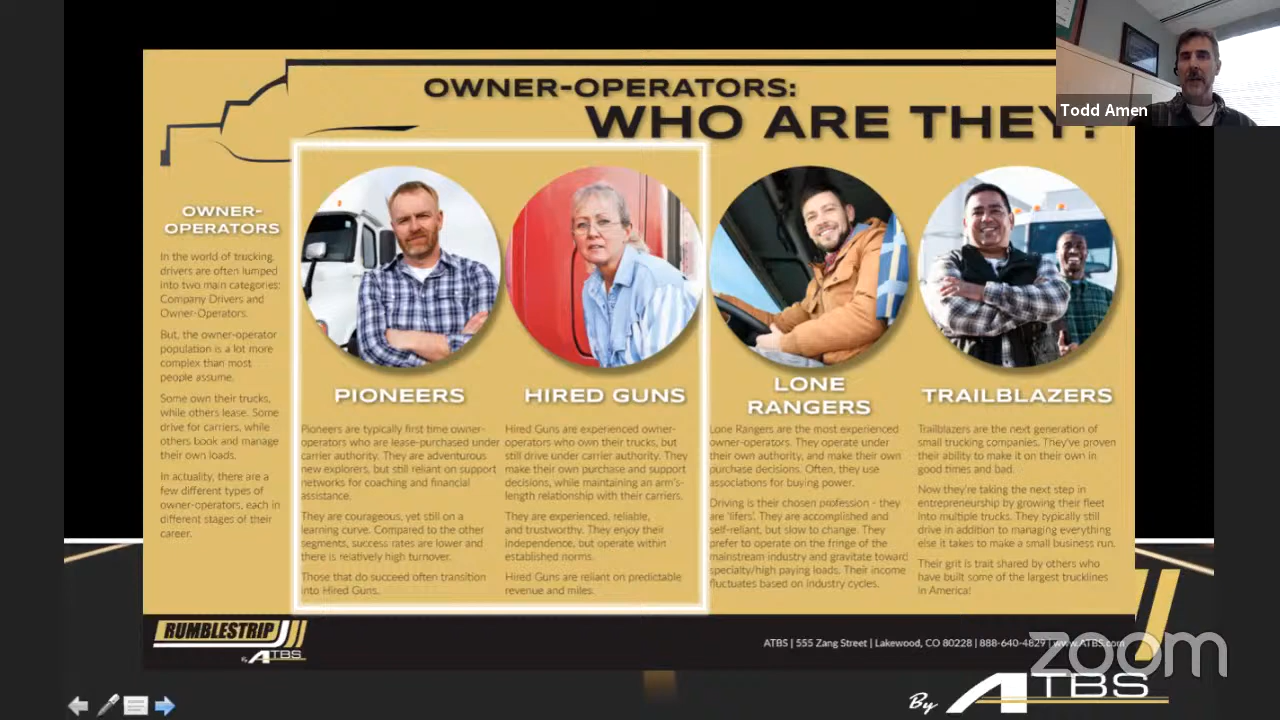 OWNER-OPERATORS:
WHO ARE THEY?
Todd Amen
OWNER-
OPERATORS
In the world of trucking,
drivers are often lumped
into two main categories:
Company Drivers and
Owner-Operators.
But, the owner-operator
population is a lot more
complex than most
people assume.
Some own their trucks,
while others lease. Some
drive for carriers, while
others book and manage
their own loads.
In actuality, there are a
few different types of
owner-operators, each in
different stages of their
career.
PIONEERS
Pioneers are typically first time owner-
operators who are lease-purchased under
carrier authority. They are adventurous
new explorers, but still reliant on support
networks for coaching and financial
assistance.
They are courageous, yet still on a
learning curve. Compared to the other
segments, success rates are lower and
there is relatively high turnover.
Those that do succeed often transition
into Hired Guns.
HIRED GUNS
Hired Guns are experienced owner-
operators who own their trucks, but
still drive under carrier authority. They
make their own purchase and support
decisions, while maintaining an arm's-
length relationship with their carriers.
They are experienced, reliable,
and trustworthy. They enjoy their
independence, but operate within
established norms.
Hired Guns are reliant on predictable
revenue and miles.
LONE
RANGERS
Lone Rangers are the most experienced
owner-operators. They operate under
their own authority, and make their own
purchase decisions. Often, they use
associations for buying power.
Driving is their chosen profession - they
are 'lifers'. They are accomplished and
self-reliant, but slow to change. They
prefer to operate on the fringe of the
mainstream industry and gravitate toward
specialty/high paying loads. Their income
fluctuates based on industry cycles.
TRAILBLAZERS
Trailblazers are the next generation of
small trucking companies. They've proven
their ability to make it on their own in
good times and bad.
Now they're taking the next step in
entrepreneurship by growing their fleet
into multiple trucks. They typically still
drive in addition to managing everything
else it takes to make a small business run.
Their grit is trait shared by others who
have built some of the largest trucklines
in America!
RUMBLESTRIP
by ATBS
ATBS | 555 Zang Street | Lakewood, CO 80228 | 888-640-4829 | www.ATBS.com
zoom
By ATBS